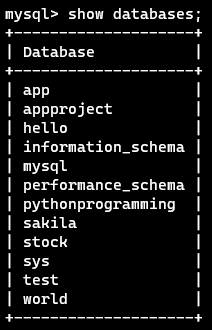 mysql> show databases;
+--------------------+
| Database           |
+--------------------+
| app                |
| appproject         |
| hello              |
| information_schema |
| mysql              |
| performance_schema |
| pythonprogramming  |
| sakila             |
| stock              |
| sys                |
| test               |
| world              |
+--------------------+